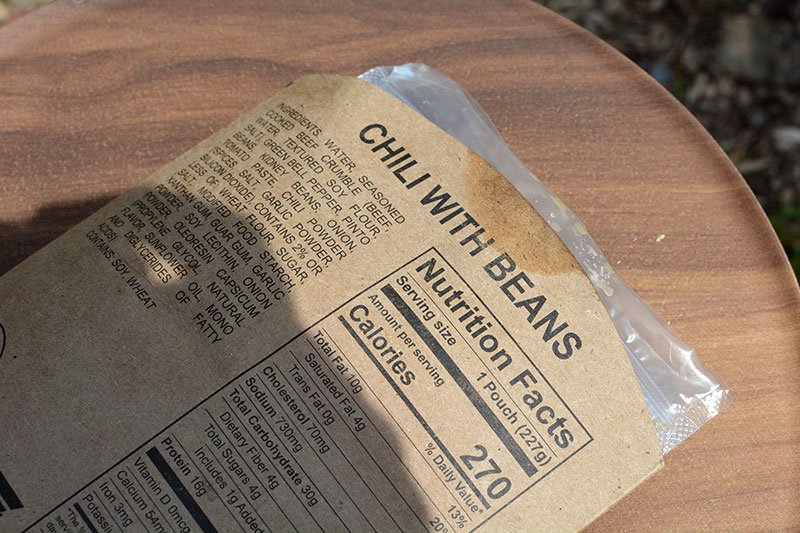 CHILI WITH BEANS
INGREDIENTS: WATER, SEASONED
COOKED BEEF CRUMBLE (BEEF,
WATER, TEXTURED SOY FLOUR,
SALT), GREEN BELL PEPPER, PINTO
BEANS, KIDNEY BEANS, ONION,
TOMATO PASTE, CHILI POWDER
(SPICES, SALT, GARLIC POWDER,
SILICON DIOXIDE), CONTAINS 2% OR
LESS OF WHEAT FLOUR, SUGAR,
SALT, MODIFIED FOOD STARCH,
XANTHAN GUM, GUAR GUM, GARLIC
POWDER, SOY LECITHIN, ONION
POWDER, OLEORESIN CAPSICUM
PROPYLENE GLYCOL, NATURAL
FLAVOR, SUNFLOWER OIL, MONO
AND DIGLYCERIDES OF FATTY
ACIDS)
CONTAINS: SOY, WHEAT
Nutrition Facts
Serving size 1 Pouch (227g)
Amount per serving
Calories 270
% Daily Value*
Total Fat 10g 13%
Saturated Fat 4g 20%
Trans Fat 0g
Cholesterol 70mg
Sodium 730mg
Total Carbohydrate 30g
Dietary Fiber 4g
Total Sugars 4g
Includes 1g Added
Protein 16g
Vitamin D 0mcg
Calcium 54m
Iron 3mg
Potassi
*The %
serv
da